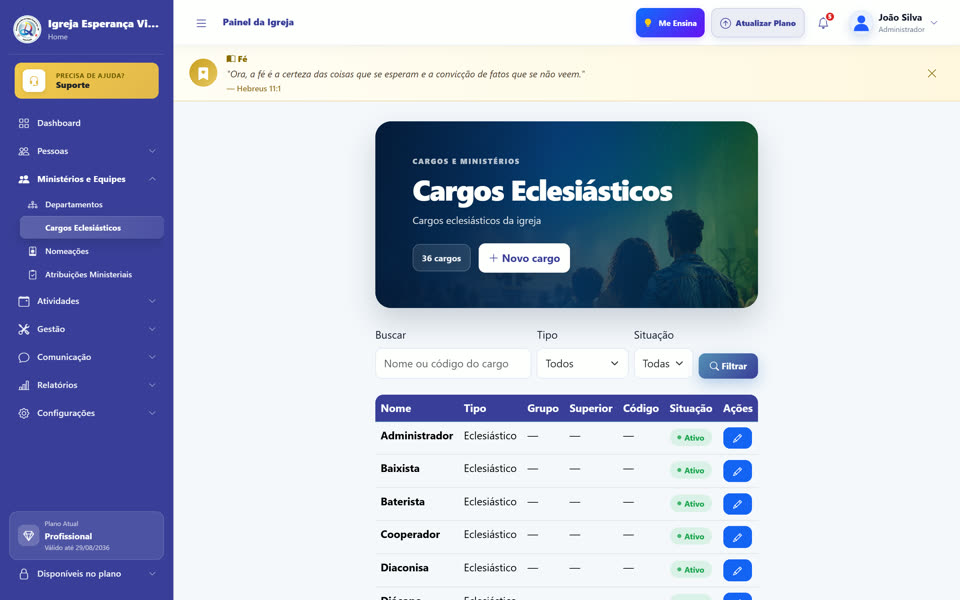 Igreja Esperança Vi...
Home
PRECISA DE AJUDA?
Suporte
Dashboard
Pessoas
Ministérios e Equipes
Departamentos
Cargos Eclesiásticos
Nomeações
Atribuições Ministeriais
Atividades
Gestão
Comunicação
Relatórios
Configurações
Plano Atual
Profissional
Válido até 29/08/2036
Disponíveis no plano
Painel da Igreja
Me Ensina
Atualizar Plano
João Silva
Administrador
Fé
"Ora, a fé é a certeza das coisas que se esperam e a convicção de fatos que se não veem."
— Hebreus 11:1
CARGOS E MINISTÉRIOS
Cargos Eclesiásticos
Cargos eclesiásticos da igreja
36 cargos
+ Novo cargo
Buscar Tipo Situação
Nome ou código do cargo Todos Todas Filtrar
Nome Tipo Grupo Superior Código Situação Ações
Administrador Eclesiástico — — — Ativo
Baixista Eclesiástico — — — Ativo
Baterista Eclesiástico — — — Ativo
Cooperador Eclesiástico — — — Ativo
Diaconisa Eclesiástico — — — Ativo